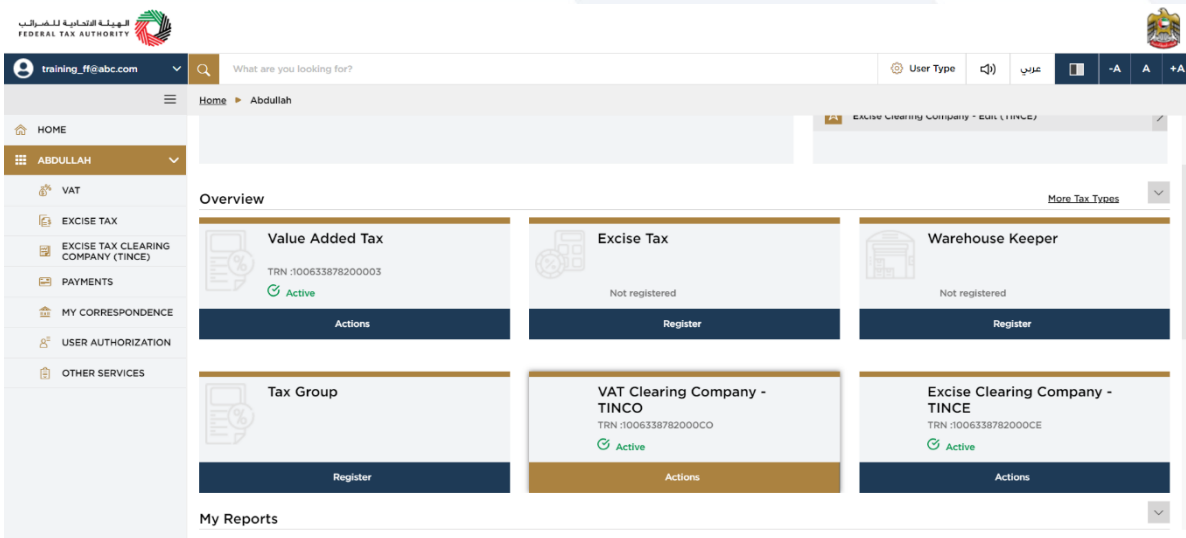 الهيئة الاتحادية للضرائب
FEDERAL TAX AUTHORITY
training_ff@abc.com
What are you looking for?
User Type
عربي
-A
A
+A
Home
Abdullah
Excise Clearing Company - Edit (TINCE)
HOME
ABDULLAH
VAT
EXCISE TAX
EXCISE TAX CLEARING
COMPANY (TINCE)
PAYMENTS
MY CORRESPONDENCE
USER AUTHORIZATION
OTHER SERVICES
Overview
More Tax Types
Value Added Tax
TRN :100633878200003
Active
Actions
Excise Tax
Not registered
Register
Warehouse Keeper
Not registered
Register
Tax Group
Register
VAT Clearing Company -
TINCO
TRN :1006338782000CO
Active
Actions
Excise Clearing Company -
TINCE
TRN :1006338782000CE
Active
Actions
My Reports